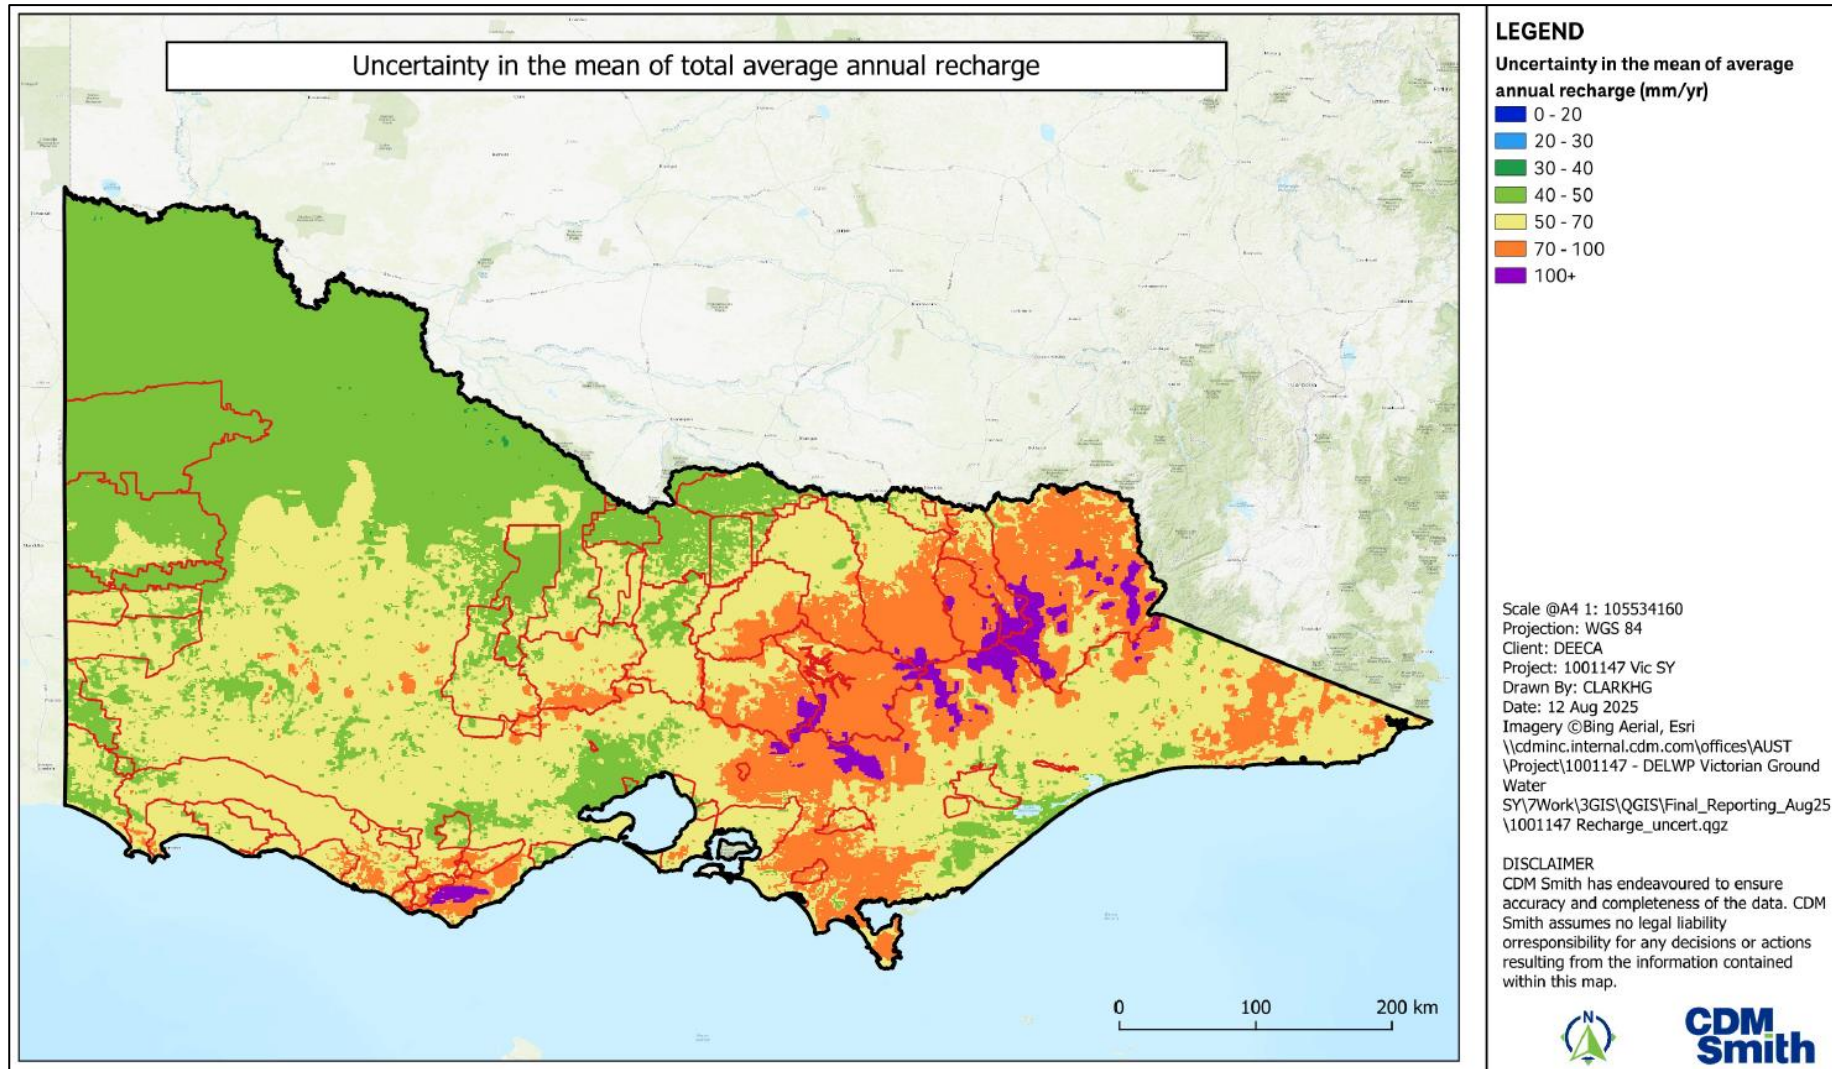 Uncertainty in the mean of total average annual recharge
LEGEND
Uncertainty in the mean of average
annual recharge (mm/yr)
0 - 20
20 - 30
30 - 40
40 - 50
50 - 70
70 - 100
100+
Scale @A4 1: 105534160
Projection: WGS 84
Client: DEECA
Project: 1001147 Vic SY
Drawn By: CLARKHG
Date: 12 Aug 2025
Imagery ©Bing Aerial, Esri
\\cdminc.internal.cdm.com\offices\AUST
\Project\1001147 - DELWP Victorian Ground
Water
SY\7Work\3GIS\QGIS\Final_Reporting_Aug25
\1001147 Recharge_uncert.qgz
DISCLAIMER
CDM Smith has endeavoured to ensure
accuracy and completeness of the data. CDM
Smith assumes no legal liability
orresponsibility for any decisions or actions
resulting from the information contained
within this map.
0 100 200 km
N
CDM
Smith